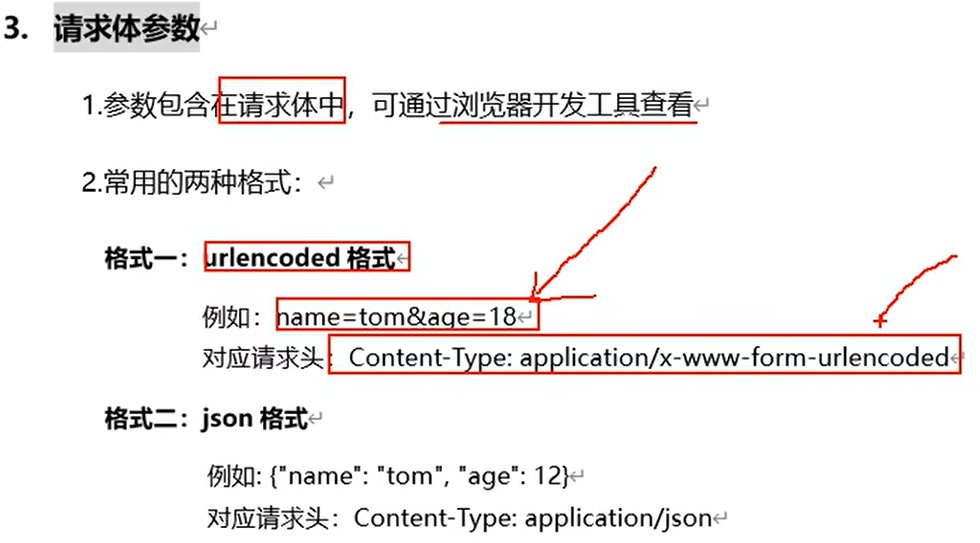 3. 请求体参数
1.参数包含在请求体中，可通过浏览器开发工具查看
2.常用的两种格式：
格式一：urlencoded 格式
例如：name=tom&age=18
对应请求头：Content-Type: application/x-www-form-urlencoded
格式二：json 格式
例如: {"name": "tom", "age": 12}
对应请求头：Content-Type: application/json